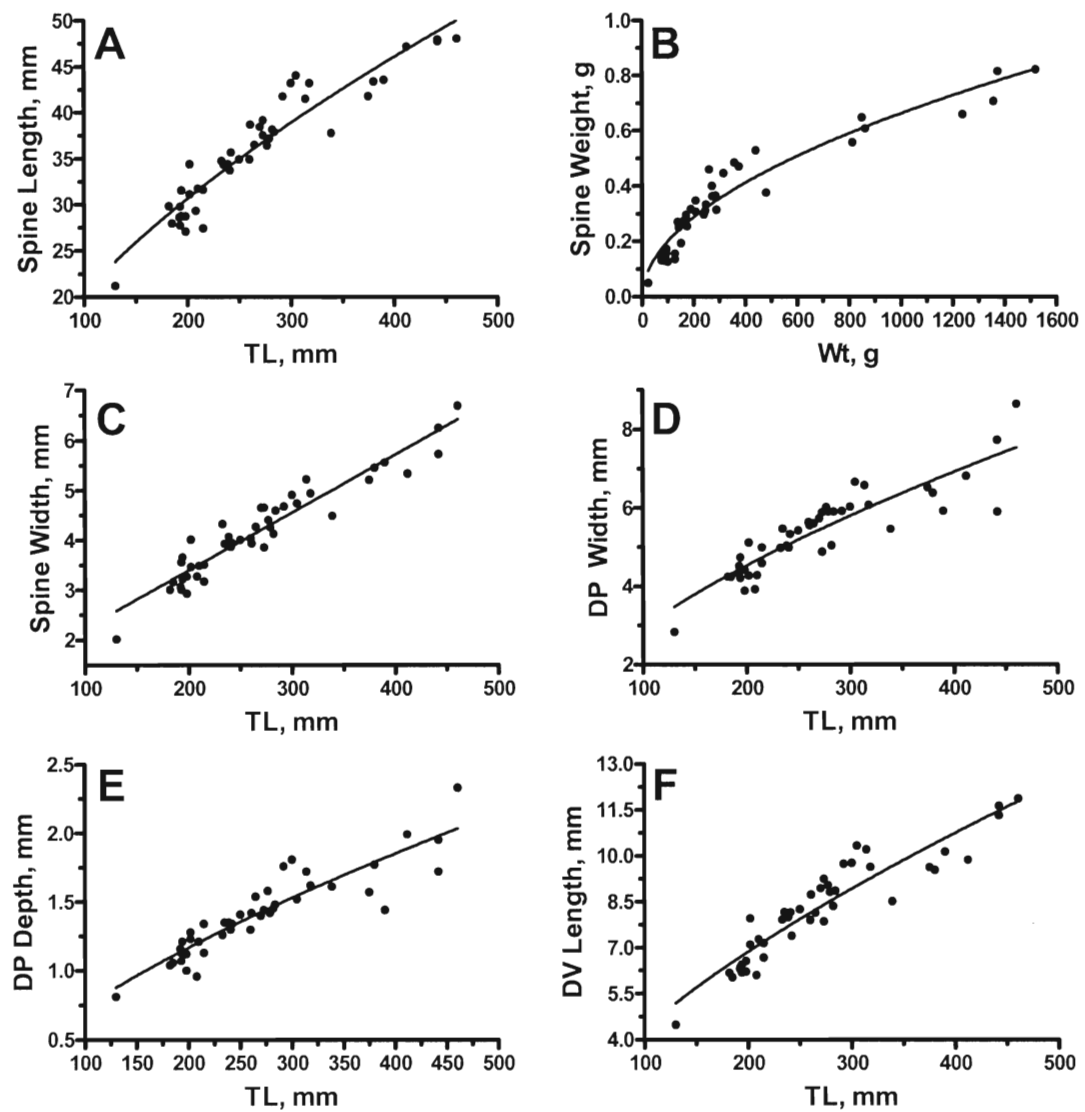 A
Spine Length, mm
50
45
40
35
30
25
20
100 200 300 400 500
TL, mm
B
Spine Weight, g
1.0
0.8
0.6
0.4
0.2
0.0
0 200 400 600 800 1000 1200 1400 1600
Wt, g
C
Spine Width, mm
7
6
5
4
3
2
100 200 300 400 500
TL, mm
D
DP Width, mm
8
6
4
2
100 200 300 400 500
TL, mm
E
DP Depth, mm
2.5
2.0
1.5
1.0
0.5
100 150 200 250 300 350 400 450 500
TL, mm
F
DV Length, mm
13.0
11.5
10.0
8.5
7.0
5.5
4.0
100 200 300 400 500
TL, mm